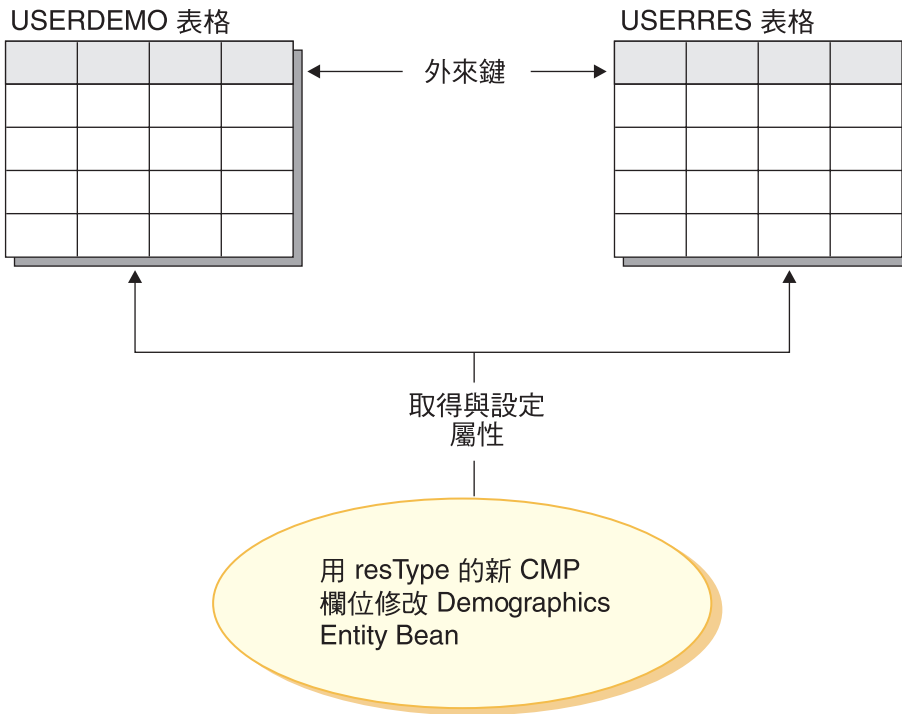 USERDEMO 表格
USERRES 表格
外來鍵
取得與設定
屬性
用 resType 的新 CMP
欄位修改 Demographics
Entity Bean